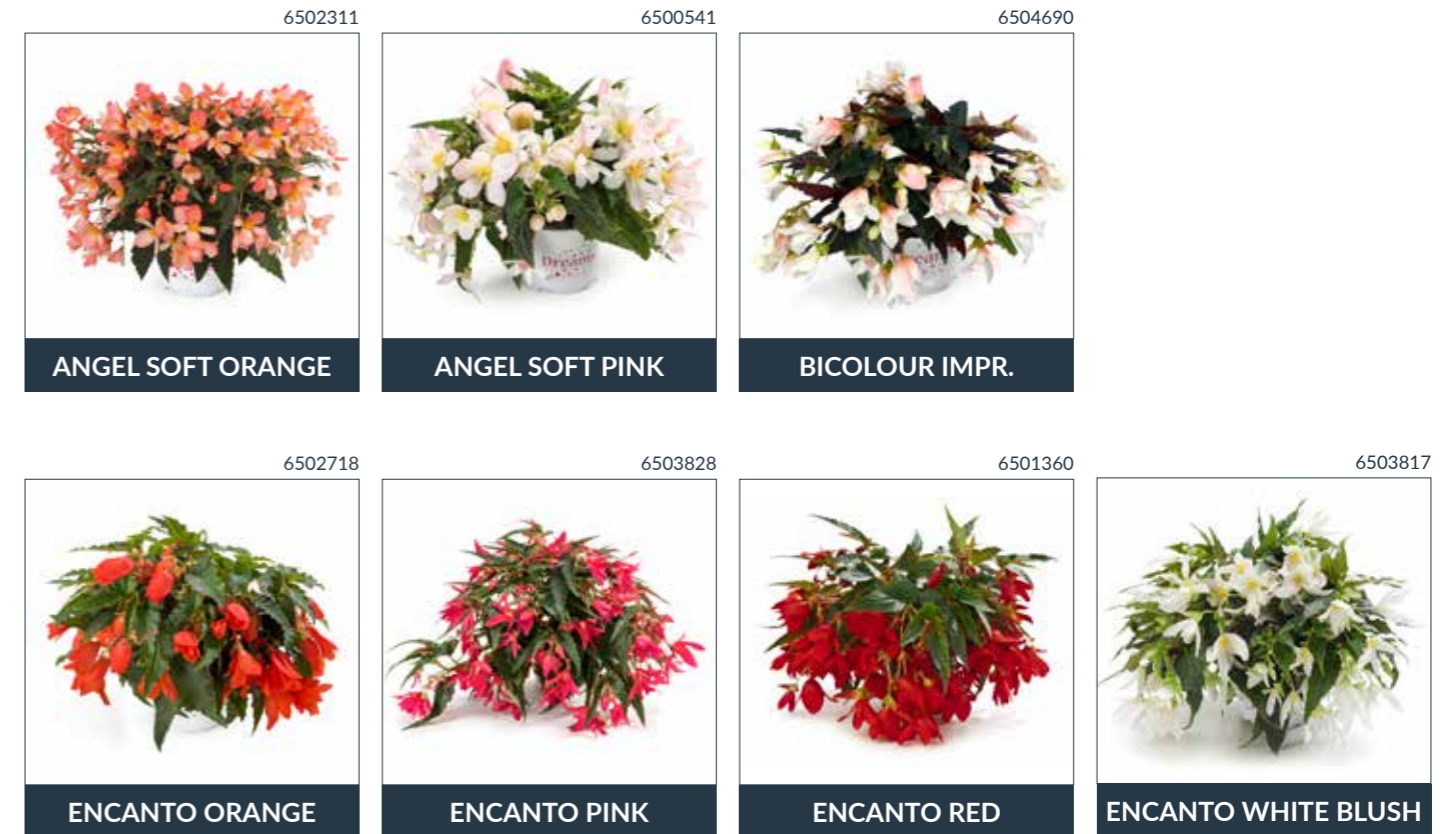 6502311
6500541
6504690
Dreams
ANGEL SOFT ORANGE
ANGEL SOFT PINK
BICOLOUR IMPR.
6502718
6503828
6501360
6503817
ENCANTO ORANGE
ENCANTO PINK
ENCANTO RED
ENCANTO WHITE BLUSH